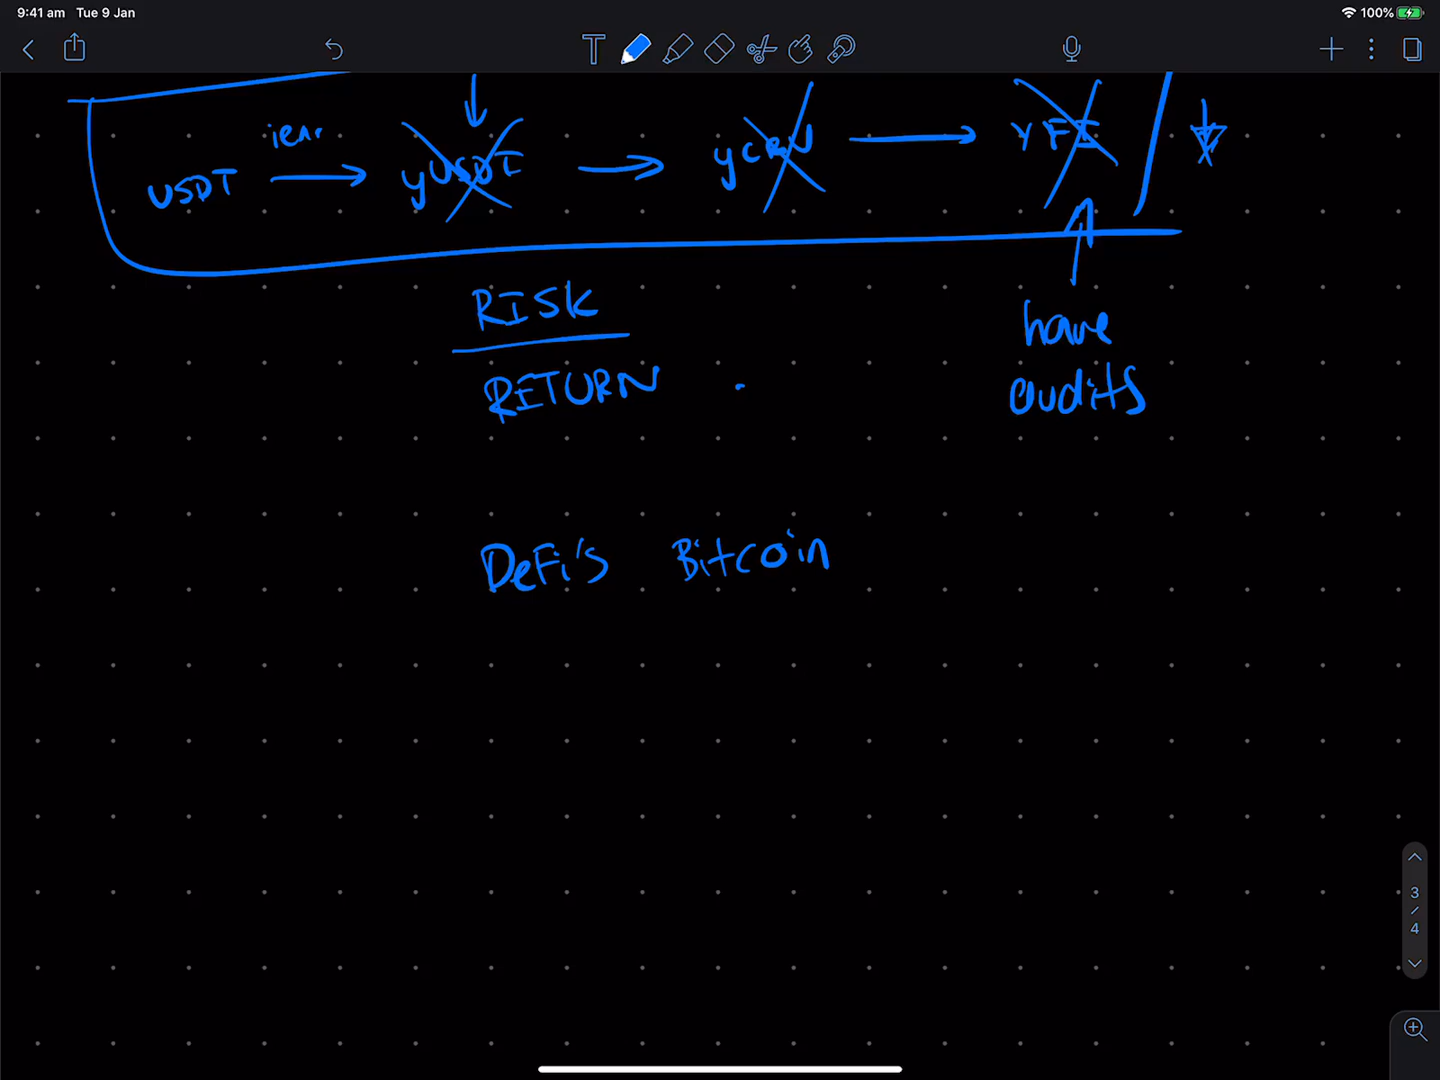 9:41 am Tue 9 Jan 100%
T
USDT yUSDT yCRV YFI
RISK
RETURN
have
audits
DeFi's Bitcoin
3
/
4